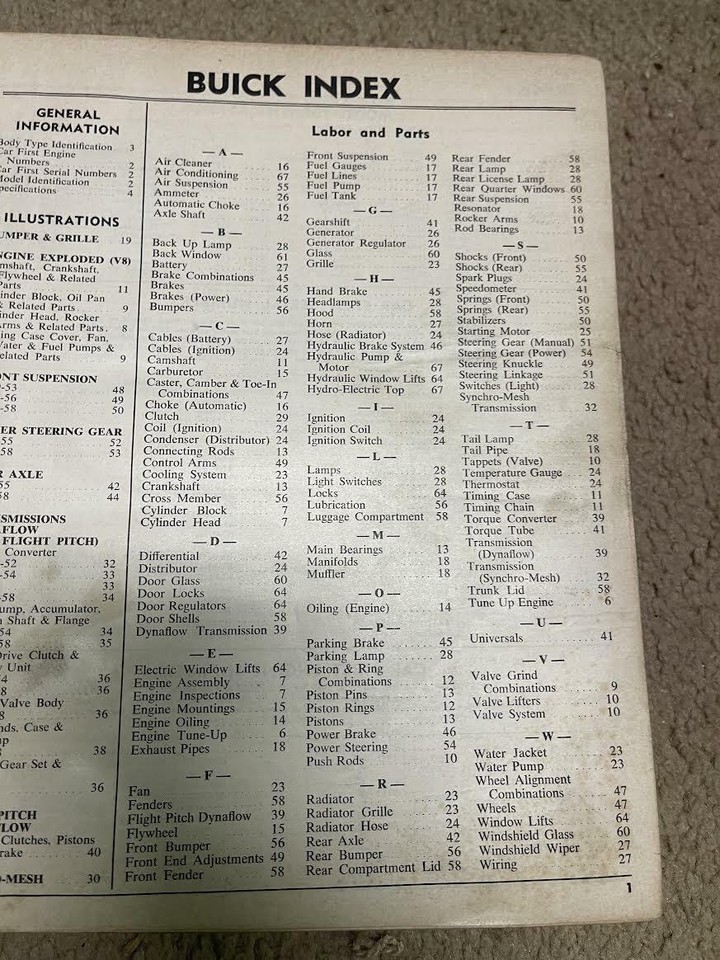 BUICK INDEX
GENERAL
INFORMATION
Body Type Identification 3
Car First Engine
Numbers 2
Car First Serial Numbers 2
Model Identification 2
Specifications 4
ILLUSTRATIONS
BUMPER & GRILLE 19
ENGINE EXPLODED (V8)
Camshaft, Crankshaft,
Flywheel & Related
Parts 11
Cylinder Block, Oil Pan
& Related Parts 9
Cylinder Head, Rocker
Arms & Related Parts 8
Timing Case Cover, Fan,
Water & Fuel Pumps &
Related Parts 9
FRONT SUSPENSION
-53 48
-56 49
-58 50
ER STEERING GEAR
55 52
58 53
R AXLE
55 42
58 44
SMISSIONS
AFLOW
FLIGHT PITCH)
Converter
-52 32
-54 33
33
-58 34
ump, Accumulator,
Shaft & Flange
54 34
58 35
Drive Clutch &
Unit
4 36
8 36
Valve Body
8 36
nds, Case &
mp
38
Gear Set &
36
PITCH
FLOW
Clutches, Pistons
rake 40
O-MESH 30
Labor and Parts
— A —
Air Cleaner 16
Air Conditioning 67
Air Suspension 55
Ammeter 26
Automatic Choke 16
Axle Shaft 42
— B —
Back Up Lamp 28
Back Window 61
Battery 27
Brake Combinations 45
Brakes 45
Brakes (Power) 46
Bumpers 56
— C —
Cables (Battery) 27
Cables (Ignition) 24
Camshaft 11
Carburetor 15
Caster, Camber & Toe-In
Combinations 47
Choke (Automatic) 16
Clutch 29
Coil (Ignition) 24
Condenser (Distributor) 24
Connecting Rods 13
Control Arms 49
Cooling System 23
Crankshaft 13
Cross Member 56
Cylinder Block 7
Cylinder Head 7
— D —
Differential 42
Distributor 24
Door Glass 60
Door Locks 64
Door Regulators 64
Door Shells 58
Dynaflow Transmission 39
— E —
Electric Window Lifts 64
Engine Assembly 7
Engine Inspections 7
Engine Mountings 15
Engine Oiling 14
Engine Tune-Up 6
Exhaust Pipes 18
— F —
Fan 23
Fenders 58
Flight Pitch Dynaflow 39
Flywheel 15
Front Bumper 56
Front End Adjustments 49
Front Fender 58
Front Suspension 49
Fuel Gauges 17
Fuel Lines 17
Fuel Pump 17
Fuel Tank 17
— G —
Gearshift 41
Generator 26
Generator Regulator 26
Glass 60
Grille 23
— H —
Hand Brake 45
Headlamps 28
Hood 58
Horn 27
Hose (Radiator) 24
Hydraulic Brake System 46
Hydraulic Pump &
Motor 67
Hydraulic Window Lifts 64
Hydro-Electric Top 67
— I —
Ignition 24
Ignition Coil 24
Ignition Switch 24
— L —
Lamps 28
Light Switches 28
Locks 64
Lubrication 56
Luggage Compartment 58
— M —
Main Bearings 13
Manifolds 18
Muffler 18
— O —
Oiling (Engine) 14
— P —
Parking Brake 45
Parking Lamp 28
Piston & Ring
Combinations 12
Piston Pins 13
Piston Rings 12
Pistons 13
Power Brake 46
Power Steering 54
Push Rods 10
— R —
Radiator 23
Radiator Grille 23
Radiator Hose 24
Rear Axle 42
Rear Bumper 56
Rear Compartment Lid 58
Rear Fender 58
Rear Lamp 28
Rear License Lamp 28
Rear Quarter Windows 60
Rear Suspension 55
Resonator 18
Rocker Arms 10
Rod Bearings 13
— S —
Shocks (Front) 50
Shocks (Rear) 55
Spark Plugs 24
Speedometer 41
Springs (Front) 50
Springs (Rear) 55
Stabilizers 50
Starting Motor 25
Steering Gear (Manual) 51
Steering Gear (Power) 54
Steering Knuckle 49
Steering Linkage 51
Switches (Light) 28
Synchro-Mesh
Transmission 32
— T —
Tail Lamp 28
Tail Pipe 18
Tappets (Valve) 10
Temperature Gauge 24
Thermostat 24
Timing Case 11
Timing Chain 11
Torque Converter 39
Torque Tube 41
Transmission
(Dynaflow) 39
Transmission
(Synchro-Mesh) 32
Trunk Lid 58
Tune Up Engine 6
— U —
Universals 41
— V —
Valve Grind
Combinations 9
Valve Lifters 10
Valve System 10
— W —
Water Jacket 23
Water Pump 23
Wheel Alignment
Combinations 47
Wheels 47
Window Lifts 64
Windshield Glass 60
Windshield Wiper 27
Wiring 27
1